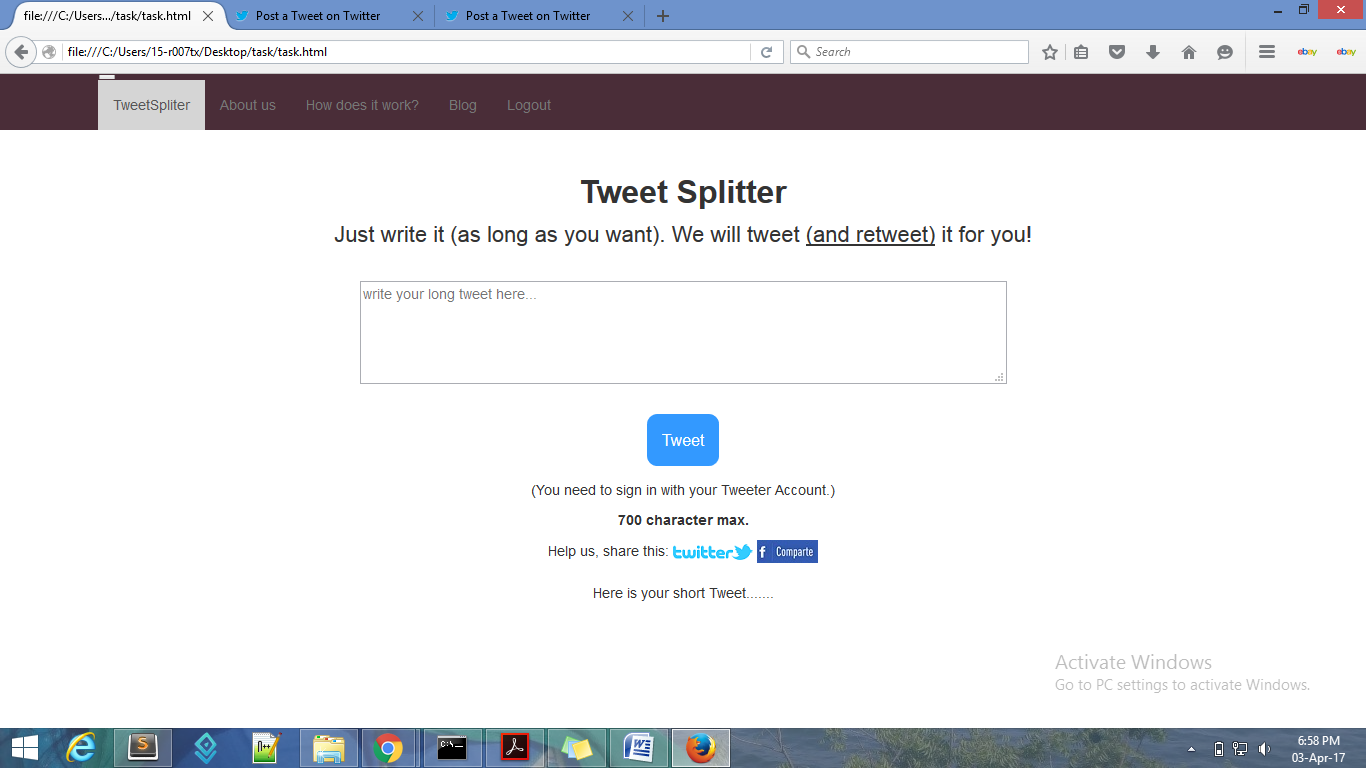 file:///C:/Users.../task/task.html Post a Tweet on Twitter Post a Tweet on Twitter
file:///C:/Users/15-r007tx/Desktop/task/task.html Search ebay ebay
TweetSpliter About us How does it work? Blog Logout
Tweet Splitter
Just write it (as long as you want). We will tweet (and retweet) it for you!
write your long tweet here...
Tweet
(You need to sign in with your Tweeter Account.)
700 character max.
Help us, share this: twitter f Comparte
Here is your short Tweet.......
Activate Windows
Go to PC settings to activate Windows.
6:58 PM
03-Apr-17